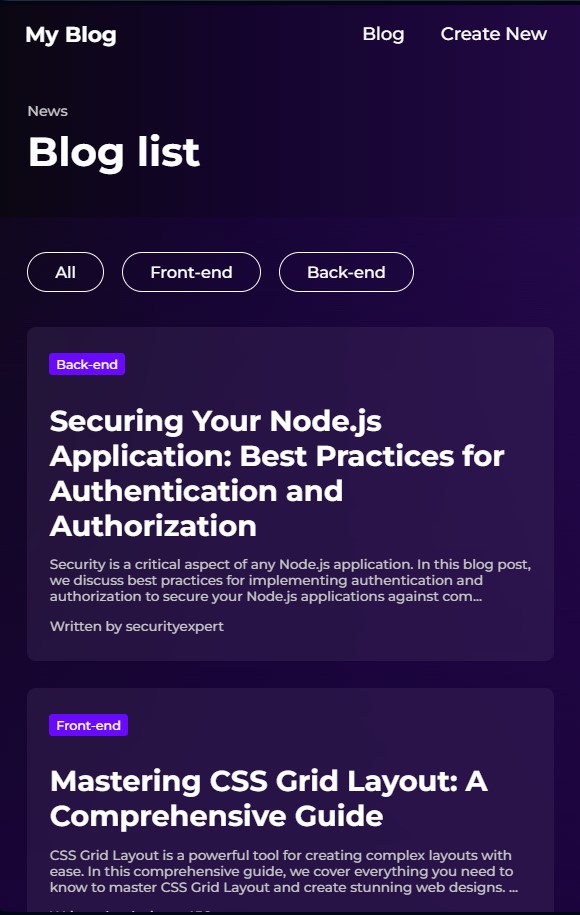 My Blog
Blog
Create New
News
Blog list
All
Front-end
Back-end
Back-end
Securing Your Node.js
Application: Best Practices for
Authentication and
Authorization
Security is a critical aspect of any Node.js application. In this blog post,
we discuss best practices for implementing authentication and
authorization to secure your Node.js applications against com...
Written by securityexpert
Front-end
Mastering CSS Grid Layout: A
Comprehensive Guide
CSS Grid Layout is a powerful tool for creating complex layouts with
ease. In this comprehensive guide, we cover everything you need to
know to master CSS Grid Layout and create stunning web designs. ...